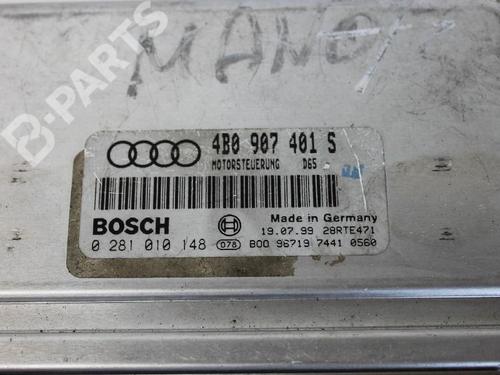 B-PARTS
MANO
4B0 907 401 S
MOTORSTEUERUNG D65
BOSCH
Made in Germany
19.07.99 28RTE471
0 281 010 148 078 B00 96719 7441 0560